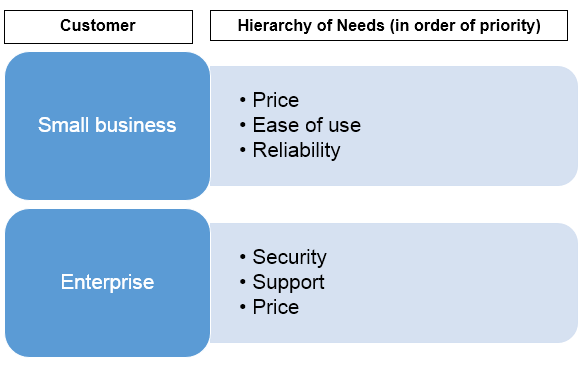 Customer
Hierarchy of Needs (in order of priority)
Small business
• Price
• Ease of use
• Reliability
Enterprise
• Security
• Support
• Price